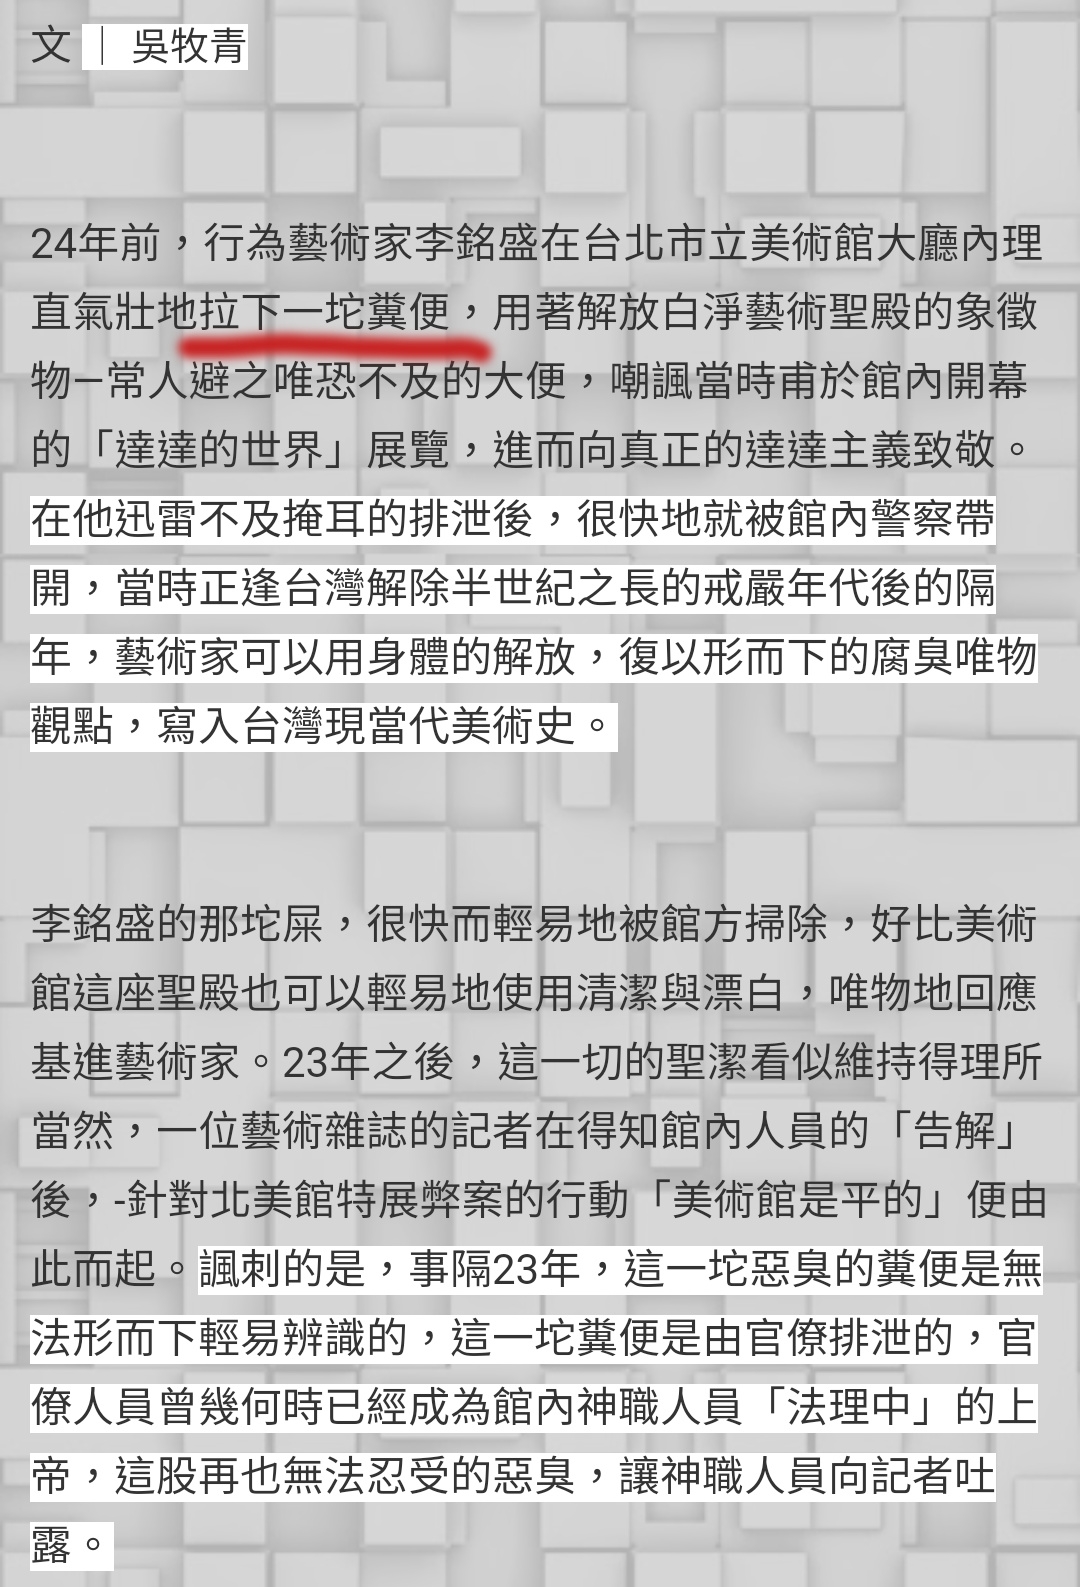 文 ｜ 吳牧青
24年前，行為藝術家李銘盛在台北市立美術館大廳內理
直氣壯地拉下一坨糞便，用著解放白淨藝術聖殿的象徵
物–常人避之唯恐不及的大便，嘲諷當時甫於館內開幕
的「達達的世界」展覽，進而向真正的達達主義致敬。
在他迅雷不及掩耳的排泄後，很快地就被館內警察帶
開，當時正逢台灣解除半世紀之長的戒嚴年代後的隔
年，藝術家可以用身體的解放，復以形而下的腐臭唯物
觀點，寫入台灣現當代美術史。
李銘盛的那坨屎，很快而輕易地被館方掃除，好比美術
館這座聖殿也可以輕易地使用清潔與漂白，唯物地回應
基進藝術家。23年之後，這一切的聖潔看似維持得理所
當然，一位藝術雜誌的記者在得知館內人員的「告解」
後，-針對北美館特展弊案的行動「美術館是平的」便由
此而起。諷刺的是，事隔23年，這一坨惡臭的糞便是無
法形而下輕易辨識的，這一坨糞便是由官僚排泄的，官
僚人員曾幾何時已經成為館內神職人員「法理中」的上
帝，這股再也無法忍受的惡臭，讓神職人員向記者吐
露。